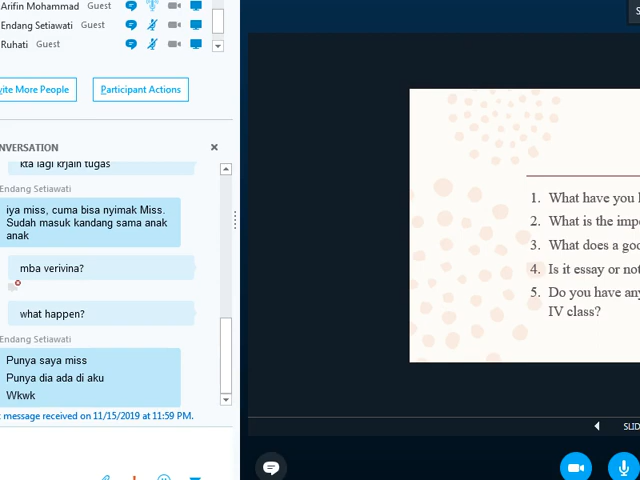 Arifin Mohammad Guest
Endang Setiawati Guest
Ruhati Guest
ite More People
Participant Actions
NVERSATION
kta lagi krjain tugas
Endang Setiawati
iya miss, cuma bisa nyimak Miss.
Sudah masuk kandang sama anak
anak
mba verivina?
what happen?
Endang Setiawati
Punya saya miss
Punya dia ada di aku
Wkwk
message received on 11/15/2019 at 11:59 PM.
1. What have you
2. What is the
3. What does a
4. Is it essay or
5. Do you have any
IV class?